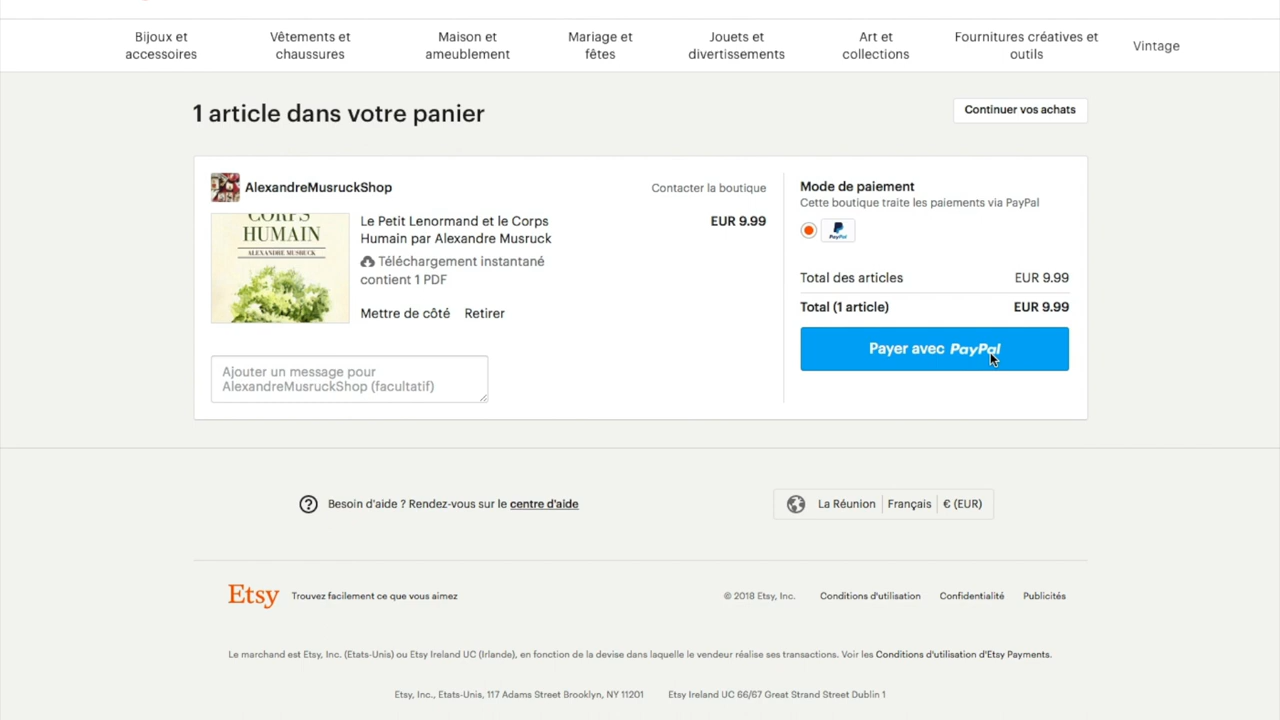 Bijoux et
accessoires
Vêtements et
chaussures
Maison et
ameublement
Mariage et
fêtes
Jouets et
divertissements
Art et
collections
Fournitures créatives et
outils
Vintage
1 article dans votre panier
Continuer vos achats
AlexandreMusruckShop
Contacter la boutique
CORPS
HUMAIN
ALEXANDRE MUSRUCK
Le Petit Lenormand et le Corps
Humain par Alexandre Musruck
EUR 9.99
Téléchargement instantané
contient 1 PDF
Mettre de côté Retirer
Ajouter un message pour
AlexandreMusruckShop (facultatif)
Mode de paiement
Cette boutique traite les paiements via PayPal
PayPal
Total des articles EUR 9.99
Total (1 article) EUR 9.99
Payer avec PayPal
Besoin d'aide ? Rendez-vous sur le centre d'aide
La Réunion Français € (EUR)
Etsy Trouvez facilement ce que vous aimez
© 2018 Etsy, Inc. Conditions d'utilisation Confidentialité Publicités
Le marchand est Etsy, Inc. (Etats-Unis) ou Etsy Ireland UC (Irlande), en fonction de la devise dans laquelle le vendeur réalise ses transactions. Voir les Conditions d'utilisation d'Etsy Payments.
Etsy, Inc., Etats-Unis, 117 Adams Street Brooklyn, NY 11201 Etsy Ireland UC 66/67 Great Strand Street Dublin 1